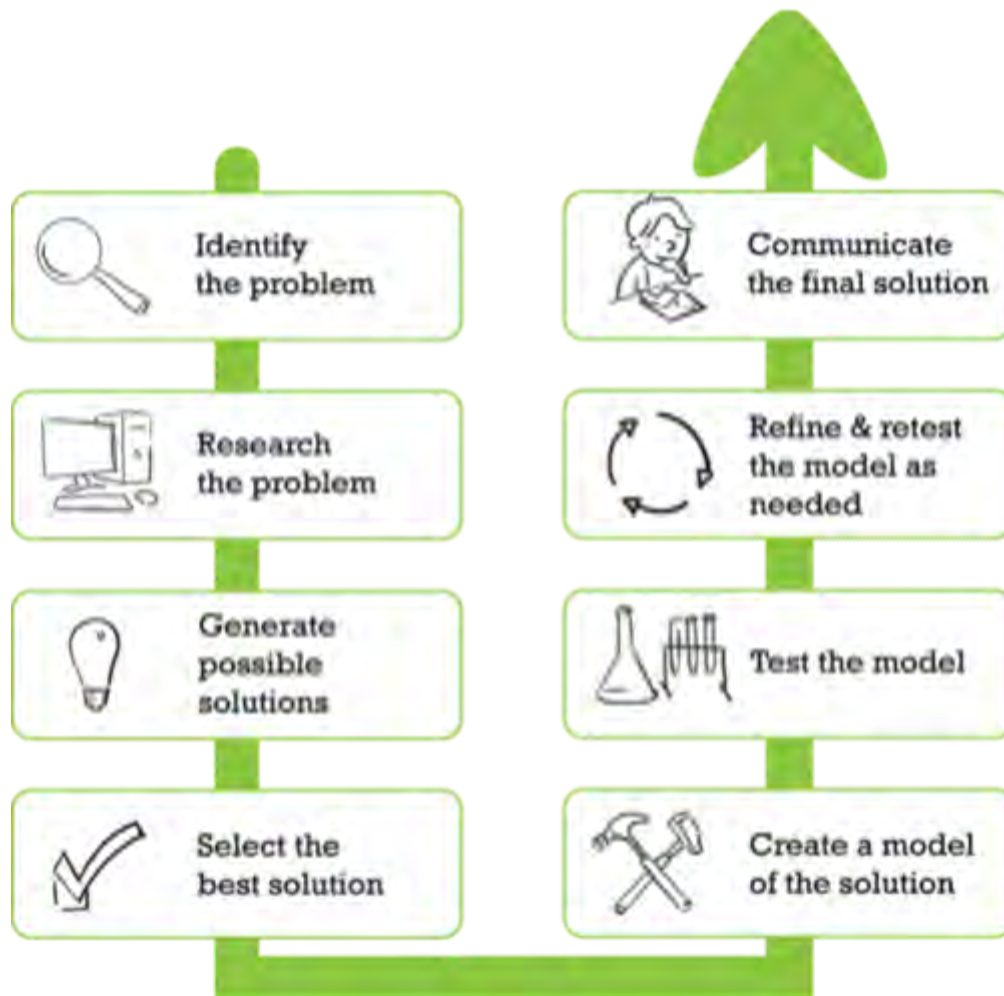 Identify
the problem
Research
the problem
Generate
possible
solutions
Select the
best solution
Create a model
of the solution
Test the model
Refine & retest
the model as
needed
Communicate
the final solution